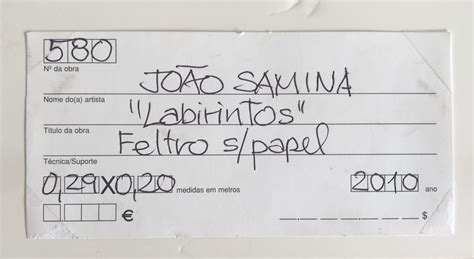 580
Nº da obra
JOÃO SAMINA
Nome do(a) artista
"Labirintos"
Título da obra
Feltro s/papel
Técnica/Suporte
0,29X0,20 medidas em metros 2010 ano
€ $